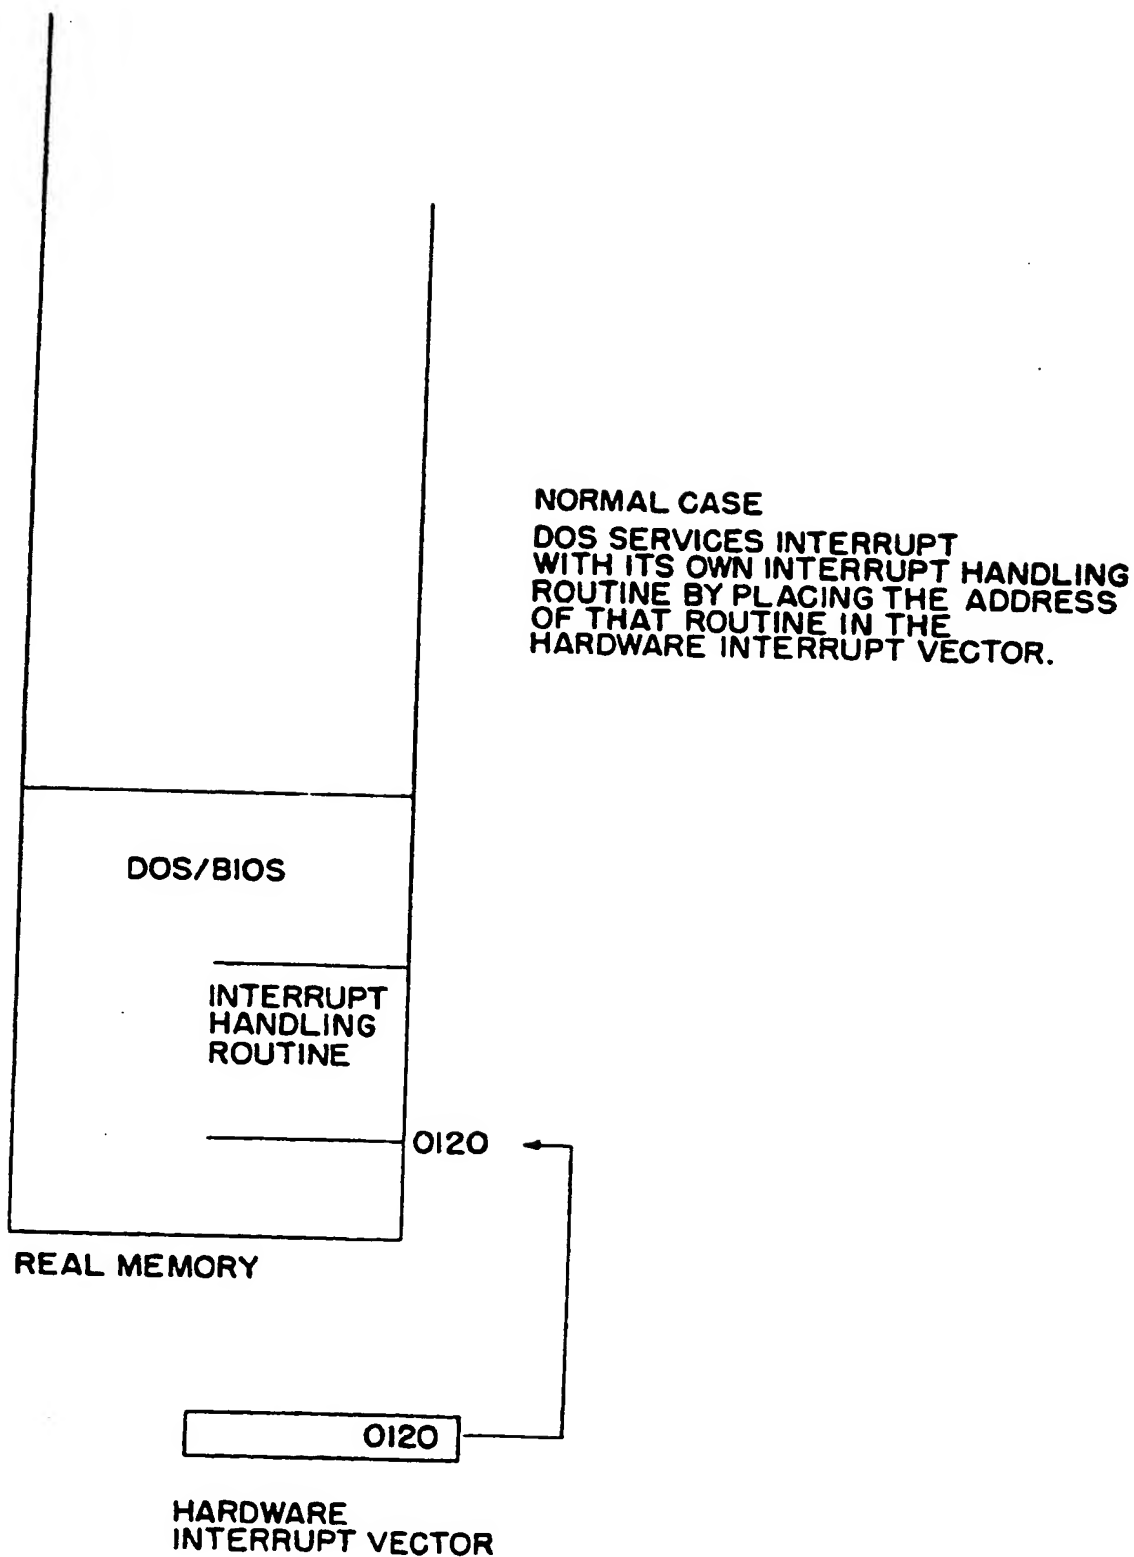 NORMAL CASE
DOS SERVICES INTERRUPT
WITH ITS OWN INTERRUPT HANDLING
ROUTINE BY PLACING THE ADDRESS
OF THAT ROUTINE IN THE
HARDWARE INTERRUPT VECTOR.
DOS/BIOS
INTERRUPT
HANDLING
ROUTINE
0120
REAL MEMORY
0120
HARDWARE
INTERRUPT VECTOR